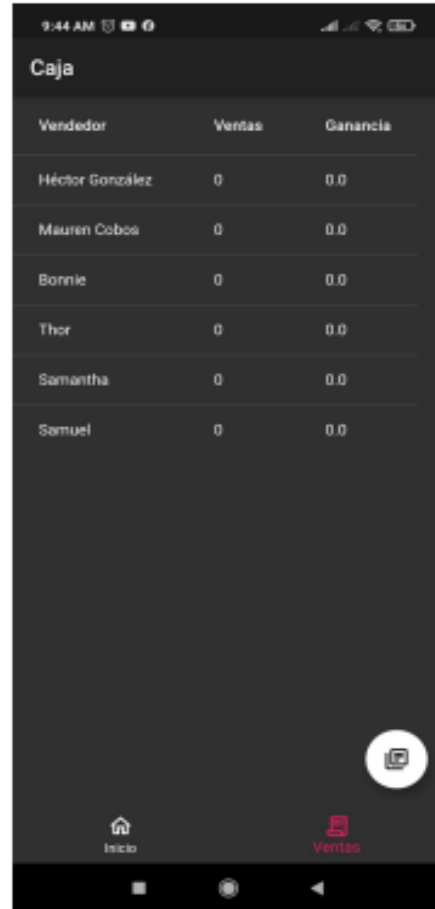 9:44 AM
Caja
Vendedor Ventas Ganancia
Héctor González 0 0.0
Mauren Cobos 0 0.0
Bonnie 0 0.0
Thor 0 0.0
Samantha 0 0.0
Samuel 0 0.0
Inicio Ventas